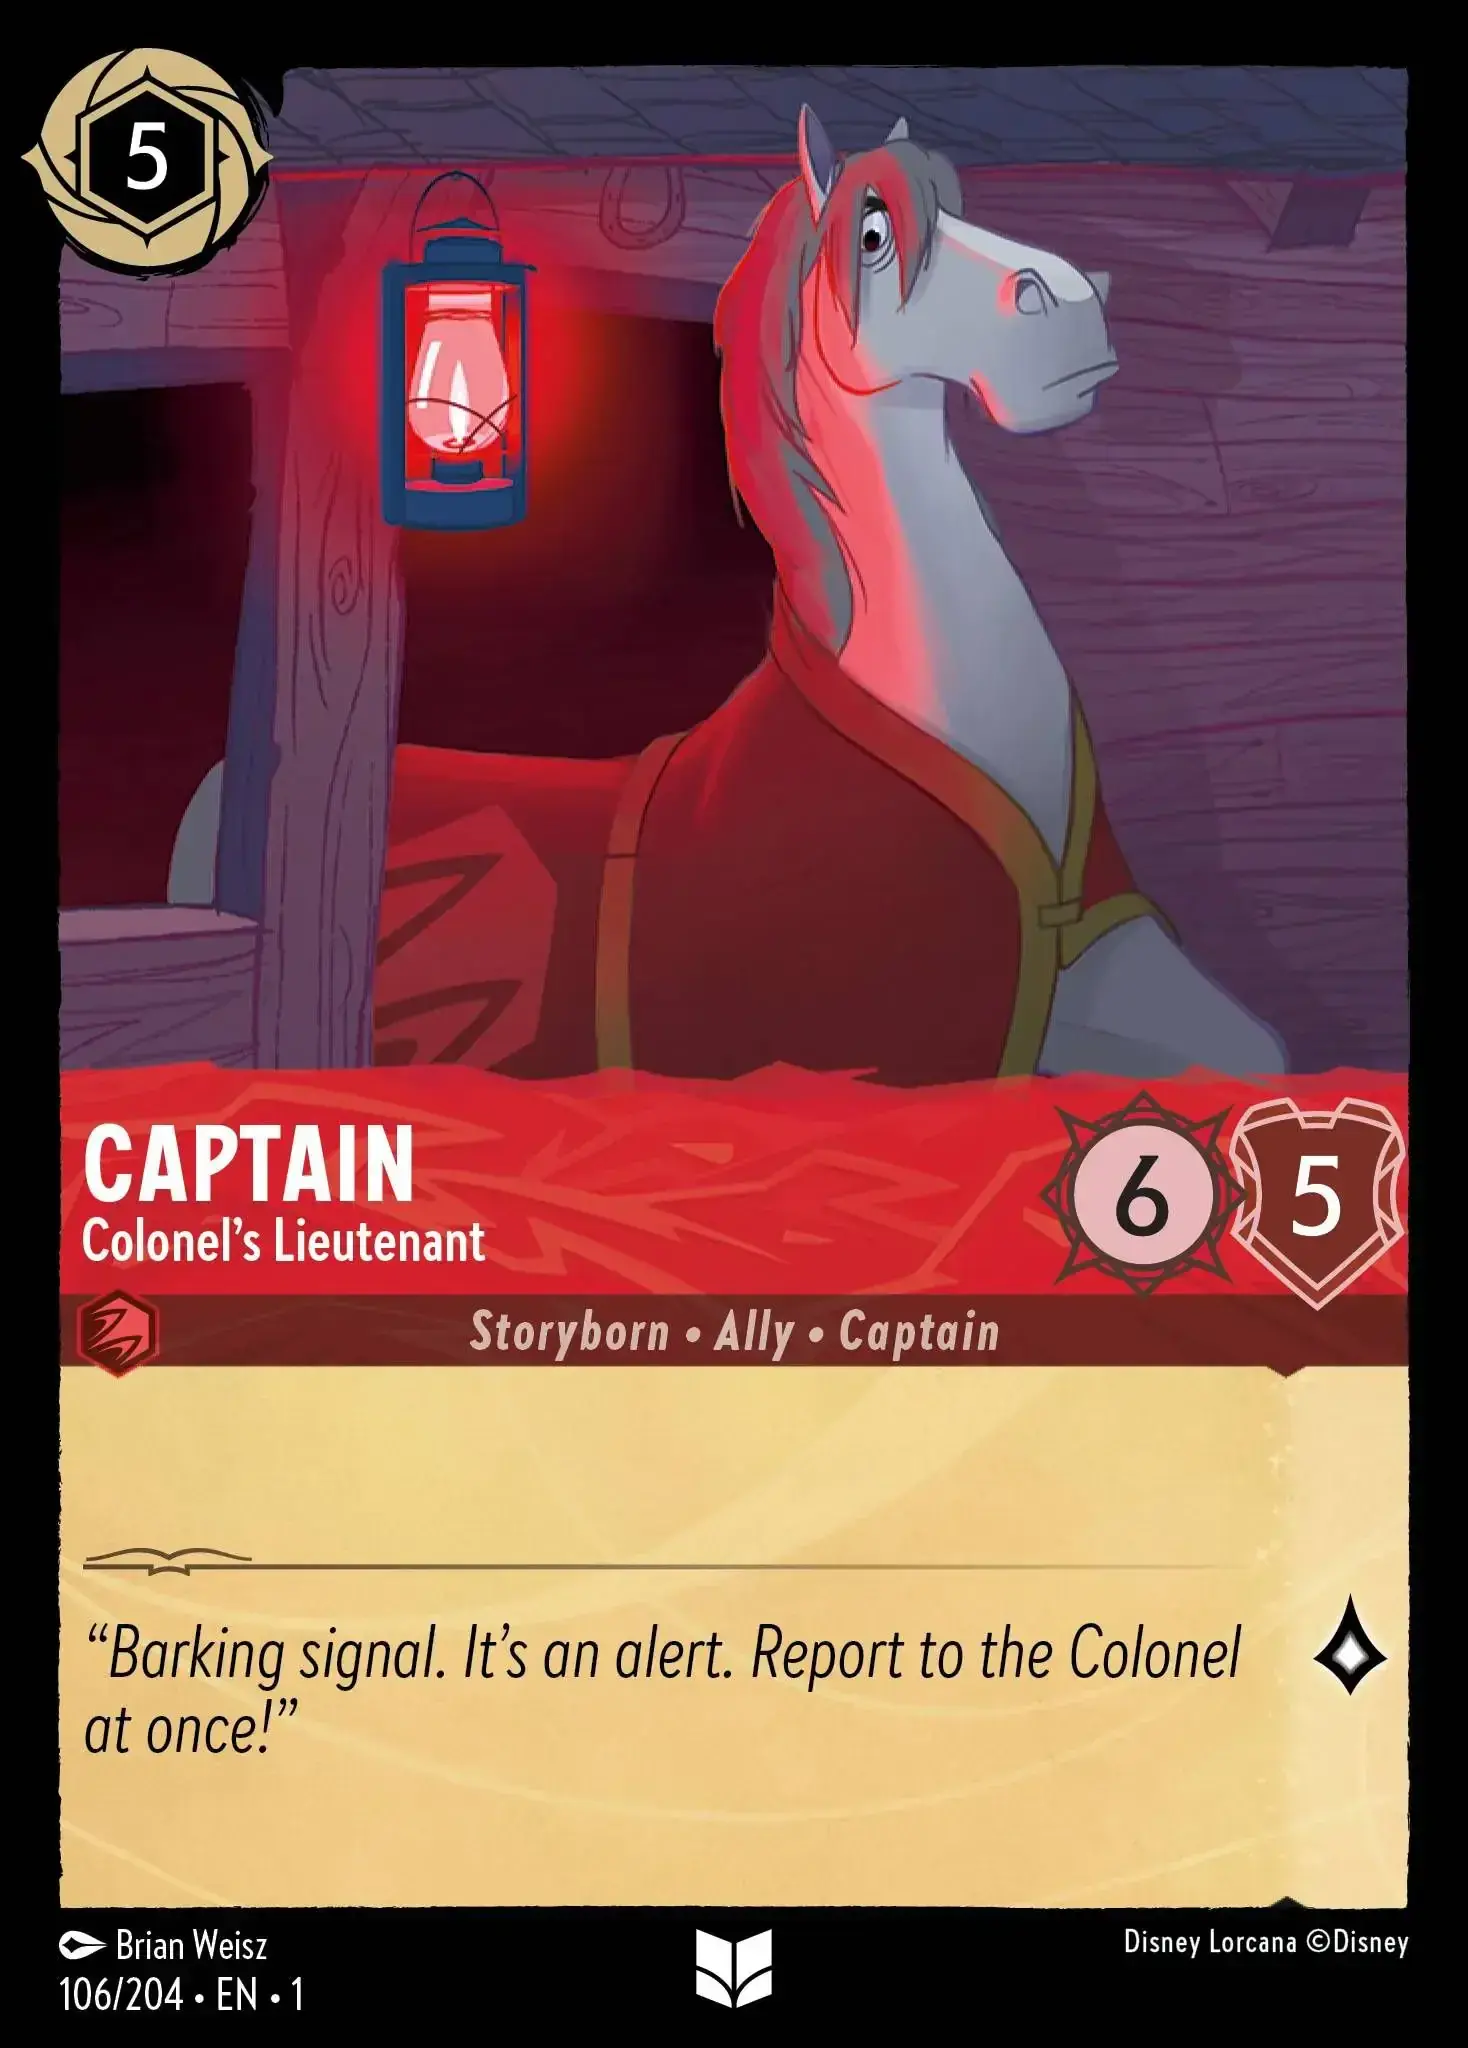 5
CAPTAIN
Colonel’s Lieutenant
6
5
Storyborn • Ally • Captain
“Barking signal. It’s an alert. Report to the Colonel
at once!”
Brian Weisz
Disney Lorcana ©Disney
106/204 • EN • 1